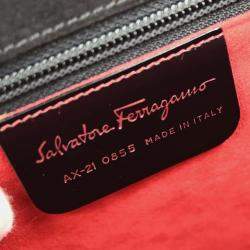 Salvatore Ferragamo
AX-21 0855 MADE IN ITALY